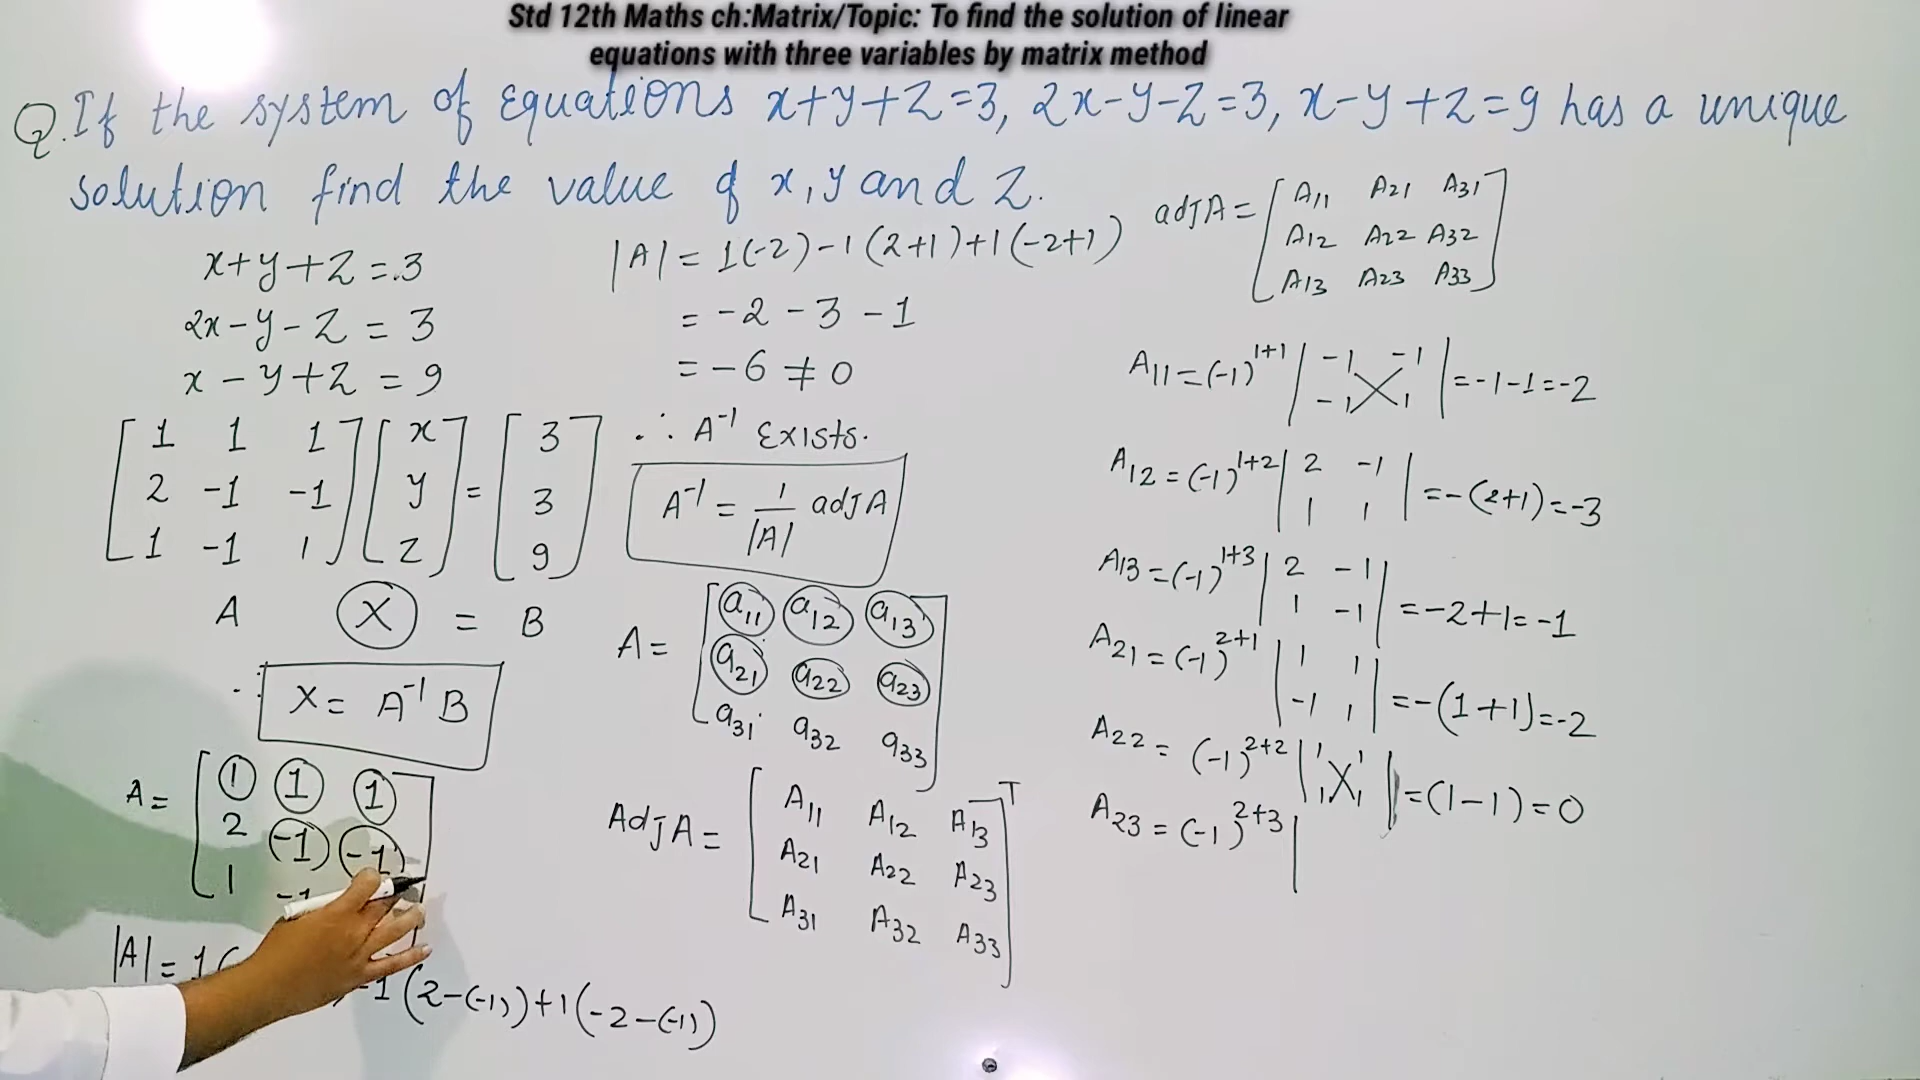 Std 12th Maths ch:Matrix/Topic: To find the solution of linear
equations with three variables by matrix method
Q. If the system of Equations x+y+z=3, 2x-y-z=3, x-y+z=9 has a unique
solution find the value of x, y and z.
x+y+z=3
2x-y-z=3
x-y+z=9
[1 1 1] [x] = [3]
[2 -1 -1] [y] = [3]
[1 -1 1] [z] = [9]
A X = B
∴ X = A⁻¹ B
A = [1 1 1]
[2 -1 -1]
[1 -1
|A| = 1(
-1(2-(-1))+1(-2-(-1))
|A| = 1(-2)-1(2+1)+1(-2+1)
= -2 - 3 - 1
= -6 ≠ 0
∴ A⁻¹ Exists.
A⁻¹ = 1/|A| adjA
A = [a11 a12 a13]
[a21 a22 a23]
[a31 a32 a33]
AdjA = [A11 A12 A13]ᵀ
[A21 A22 A23]
[A31 A32 A33]
adjA = [A11 A21 A31]
[A12 A22 A32]
[A13 A23 A33]
A11 = (-1)¹⁺¹ |-1 -1|
|-1 1| = -1-1 = -2
A12 = (-1)¹⁺² |2 -1|
|1 1| = -(2+1) = -3
A13 = (-1)¹⁺³ |2 -1|
|1 -1| = -2+1 = -1
A21 = (-1)²⁺¹ |1 1|
|-1 1| = -(1+1) = -2
A22 = (-1)²⁺² |1 1|
|1 1| = (1-1) = 0
A23 = (-1)²⁺³ |